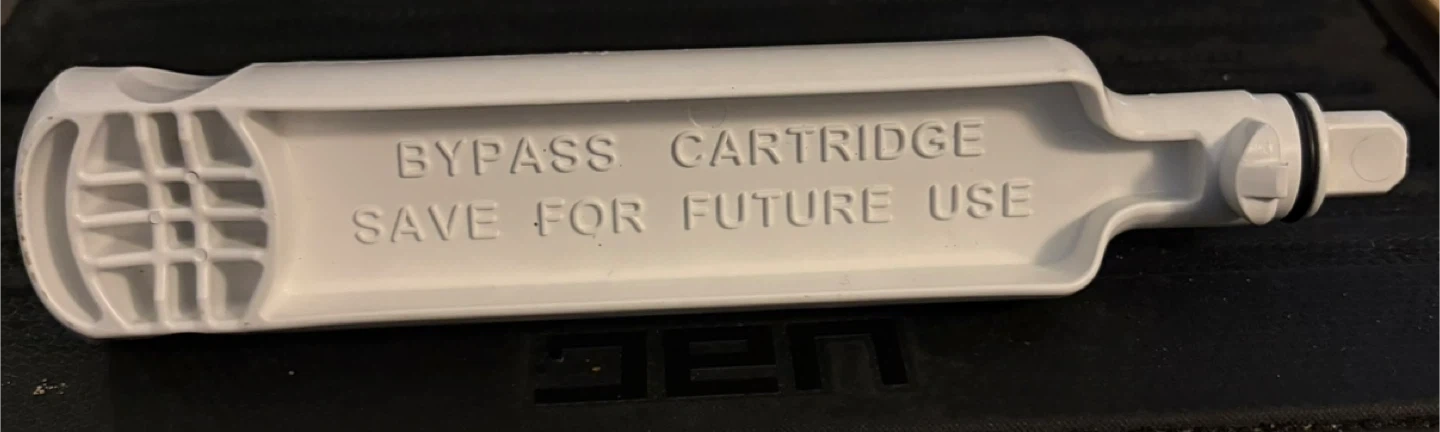 BYPASS CARTRIDGE
SAVE FOR FUTURE USE